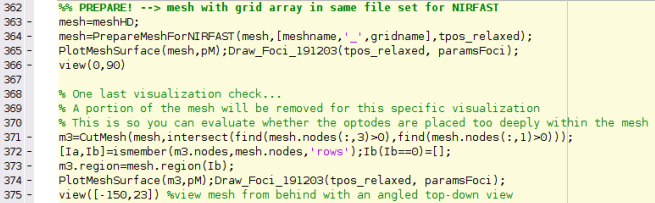 362 %% PREPARE! --> mesh with grid array in same file set for NIRFAST
363 - mesh=meshHD;
364 - mesh=PrepareMeshForNIRFAST(mesh,[meshname,'_',gridname],tpos_relaxed);
365 - PlotMeshSurface(mesh,pM);Draw_Foci_191203(tpos_relaxed, paramsFoci);
366 - view(0,90)
367
368 % One last visualization check...
369 % A portion of the mesh will be removed for this specific visualization
370 % This is so you can evaluate whether the optodes are placed too deeply within the mesh
371 - m3=CutMesh(mesh,intersect(find(mesh.nodes(:,3)>0),find(mesh.nodes(:,1)>0)));
372 - [Ia,Ib]=ismember(m3.nodes,mesh.nodes,'rows');Ib(Ib==0)=[];
373 - m3.region=mesh.region(Ib);
374 - PlotMeshSurface(m3,pM);Draw_Foci_191203(tpos_relaxed, paramsFoci);
375 - view([-150,23]) %view mesh from behind with an angled top-down view